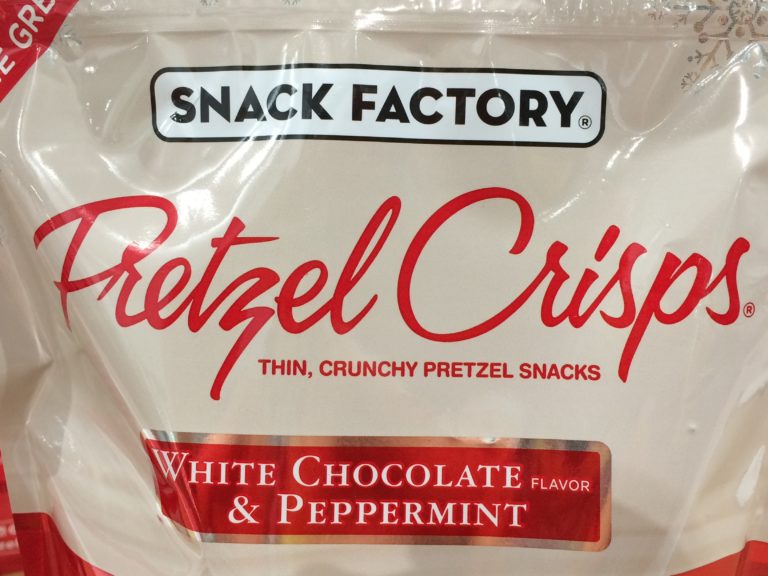 SNACK FACTORY®
Pretzel Crisps®
THIN, CRUNCHY PRETZEL SNACKS
WHITE CHOCOLATE FLAVOR
& PEPPERMINT